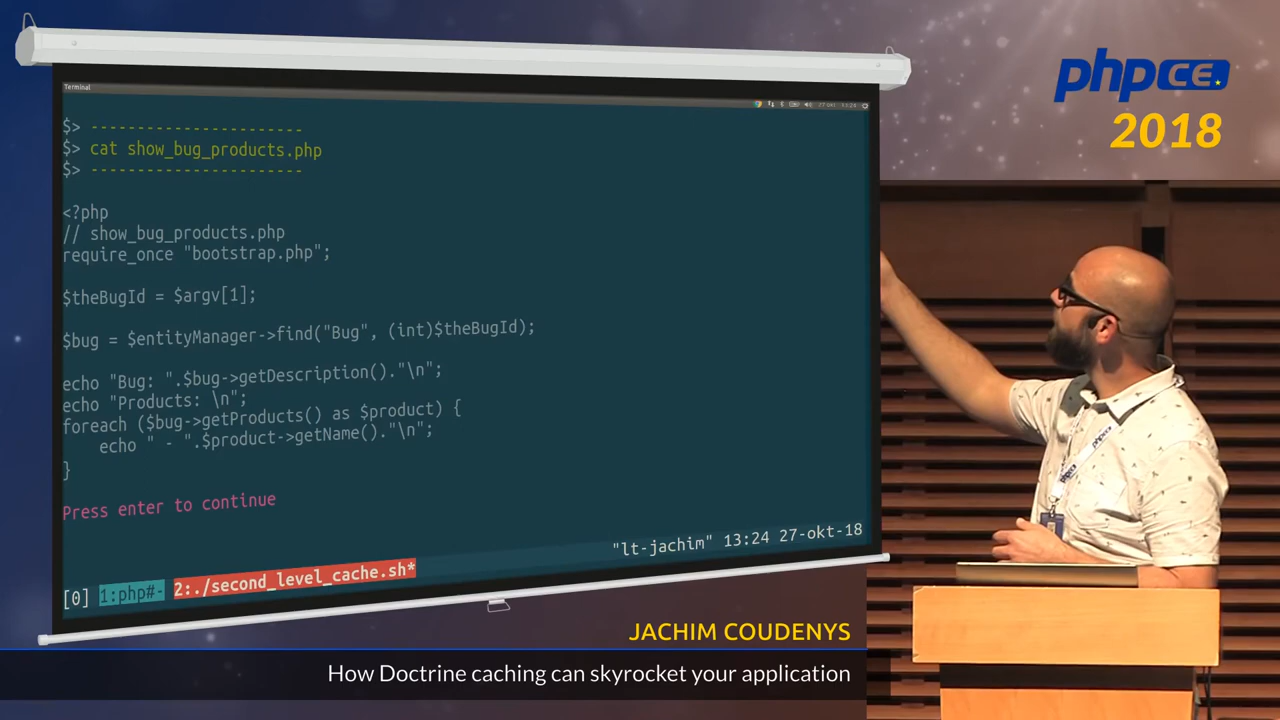 Terminal
$> -----------------------
$> cat show_bug_products.php
$> -----------------------
<?php
// show_bug_products.php
require_once "bootstrap.php";
$theBugId = $argv[1];
$bug = $entityManager->find("Bug", (int)$theBugId);
echo "Bug: ".$bug->getDescription()."\n";
echo "Products: \n";
foreach ($bug->getProducts() as $product) {
    echo " - ".$product->getName()."\n";
}
Press enter to continue
"lt-jachim" 13:24 27-okt-18
[0] 1:php#- 2:./second_level_cache.sh*
phpCE.
2018
JACHIM COUDENYS
How Doctrine caching can skyrocket your application